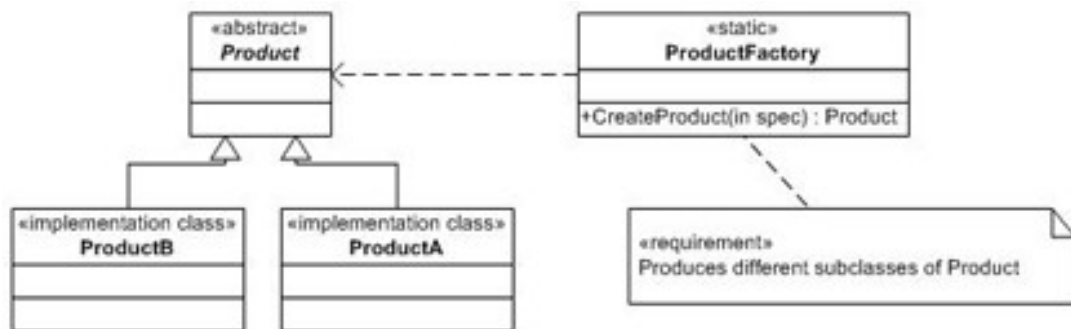 «abstract»
Product
«static»
ProductFactory
+CreateProduct(in spec) : Product
«implementation class»
ProductB
«implementation class»
ProductA
«requirement»
Produces different subclasses of Product